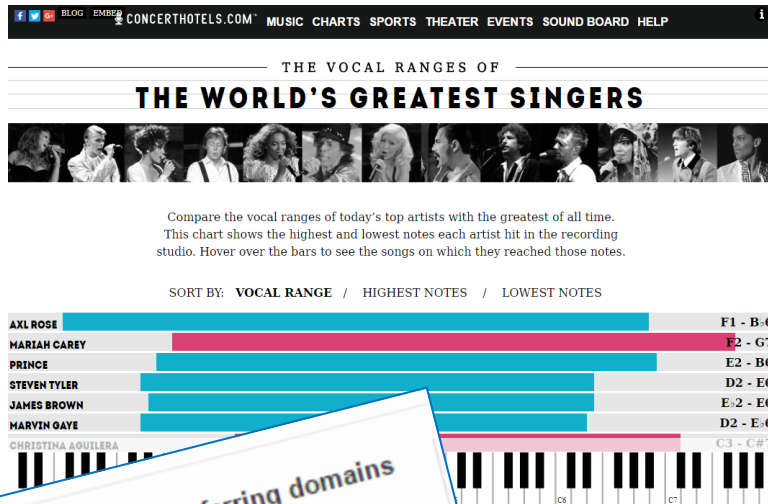 f G+ BLOG EMBED CONCERTHOTELS.COM™ MUSIC CHARTS SPORTS THEATER EVENTS SOUND BOARD HELP i
THE VOCAL RANGES OF
THE WORLD'S GREATEST SINGERS
Compare the vocal ranges of today's top artists with the greatest of all time.
This chart shows the highest and lowest notes each artist hit in the recording
studio. Hover over the bars to see the songs on which they reached those notes.
SORT BY: VOCAL RANGE / HIGHEST NOTES / LOWEST NOTES
AXL ROSE F1 - B♭6
MARIAH CAREY F2 - G7
PRINCE E2 - B6
STEVEN TYLER D2 - E6
JAMES BROWN E♭2 - E6
MARVIN GAYE D2 - E♭6
CHRISTINA AGUILERA C3 - C#7
C6 C7
erring domains